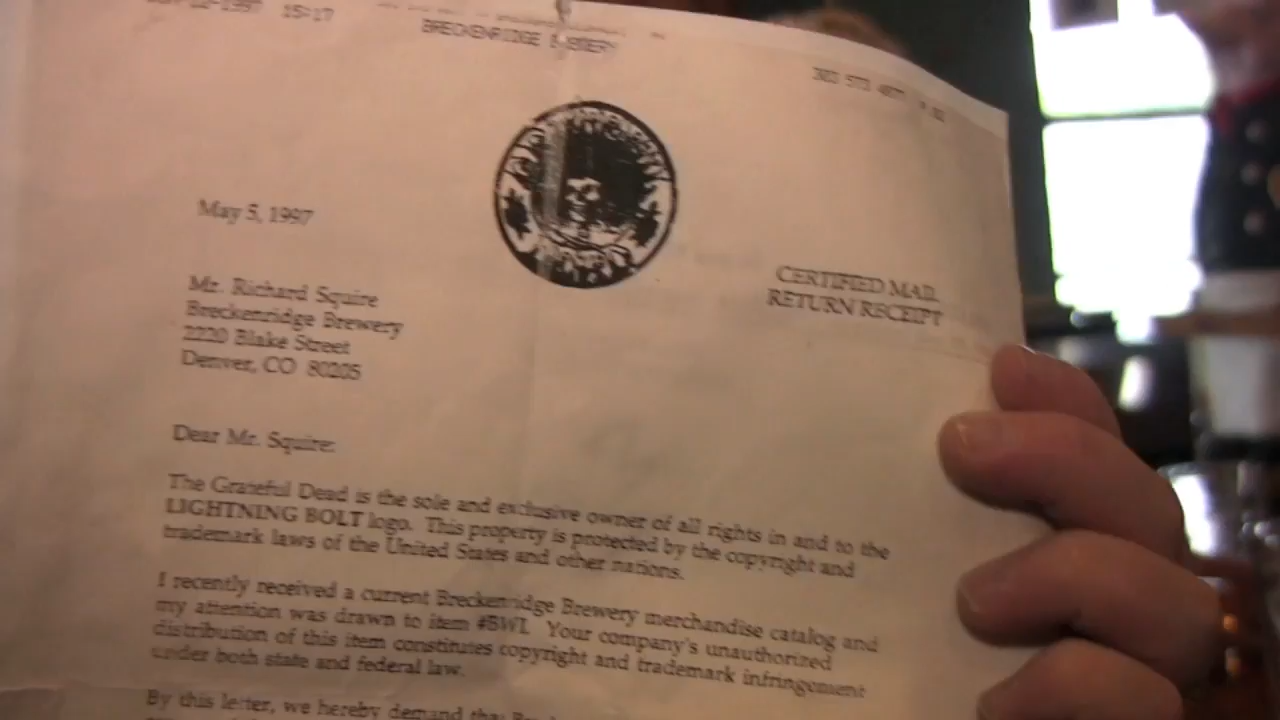 1997 15:17
BRECKENRIDGE
May 5, 1997
CERTIFIED MAIL
RETURN RECEIPT
Mr. Richard Squire
Breckenridge Brewery
2220 Blake Street
Denver, CO 80205
Dear Mr. Squire:
The Grateful Dead is the sole and exclusive owner of all rights in and to the
LIGHTNING BOLT logo. This property is protected by the copyright and
trademark laws of the United States and other nations.
I recently received a current Breckenridge Brewery merchandise catalog and
my attention was drawn to item #BWL Your company's unauthorized
distribution of this item constitutes copyright and trademark infringement
under both state and federal law.
By this letter, we hereby demand that